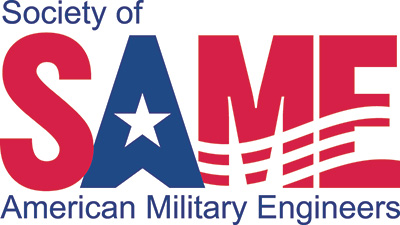 Society of
SAME
American Military Engineers